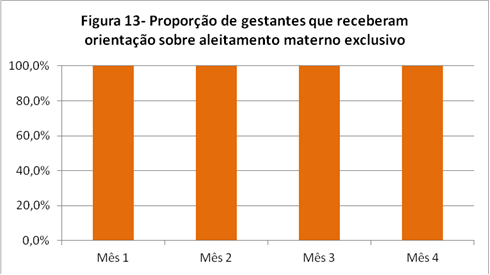 Figura 13- Proporção de gestantes que receberam
orientação sobre aleitamento materno exclusivo
100,0%
80,0%
60,0%
40,0%
20,0%
0,0%
Mês 1 Mês 2 Mês 3 Mês 4